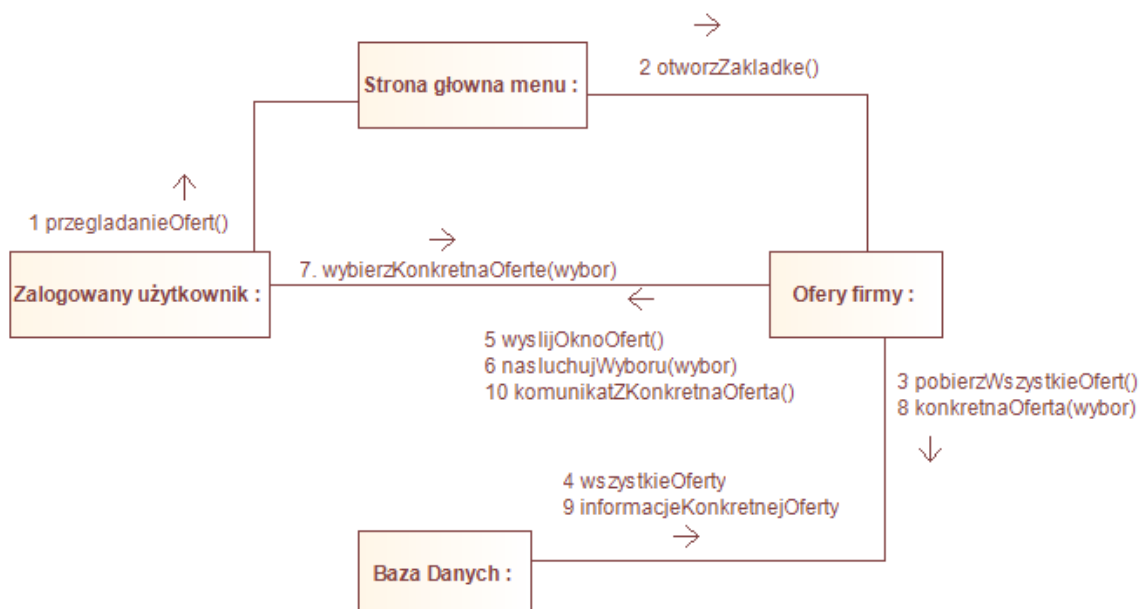 Strona głowna menu :
2 otworzZakladke()
1 przegladanieOfert()
Zalogowany użytkownik :
7. wybierzKonkretnaOferte(wybor)
Ofery firmy :
5 wyslijOknoOfert()
6 nasluchujWyboru(wybor)
10 komunikatZKonkretnaOferta()
3 pobierzWszystkieOfert()
8 konkretnaOferta(wybor)
4 wszystkieOferty
9 informacjeKonkretnejOferty
Baza Danych :